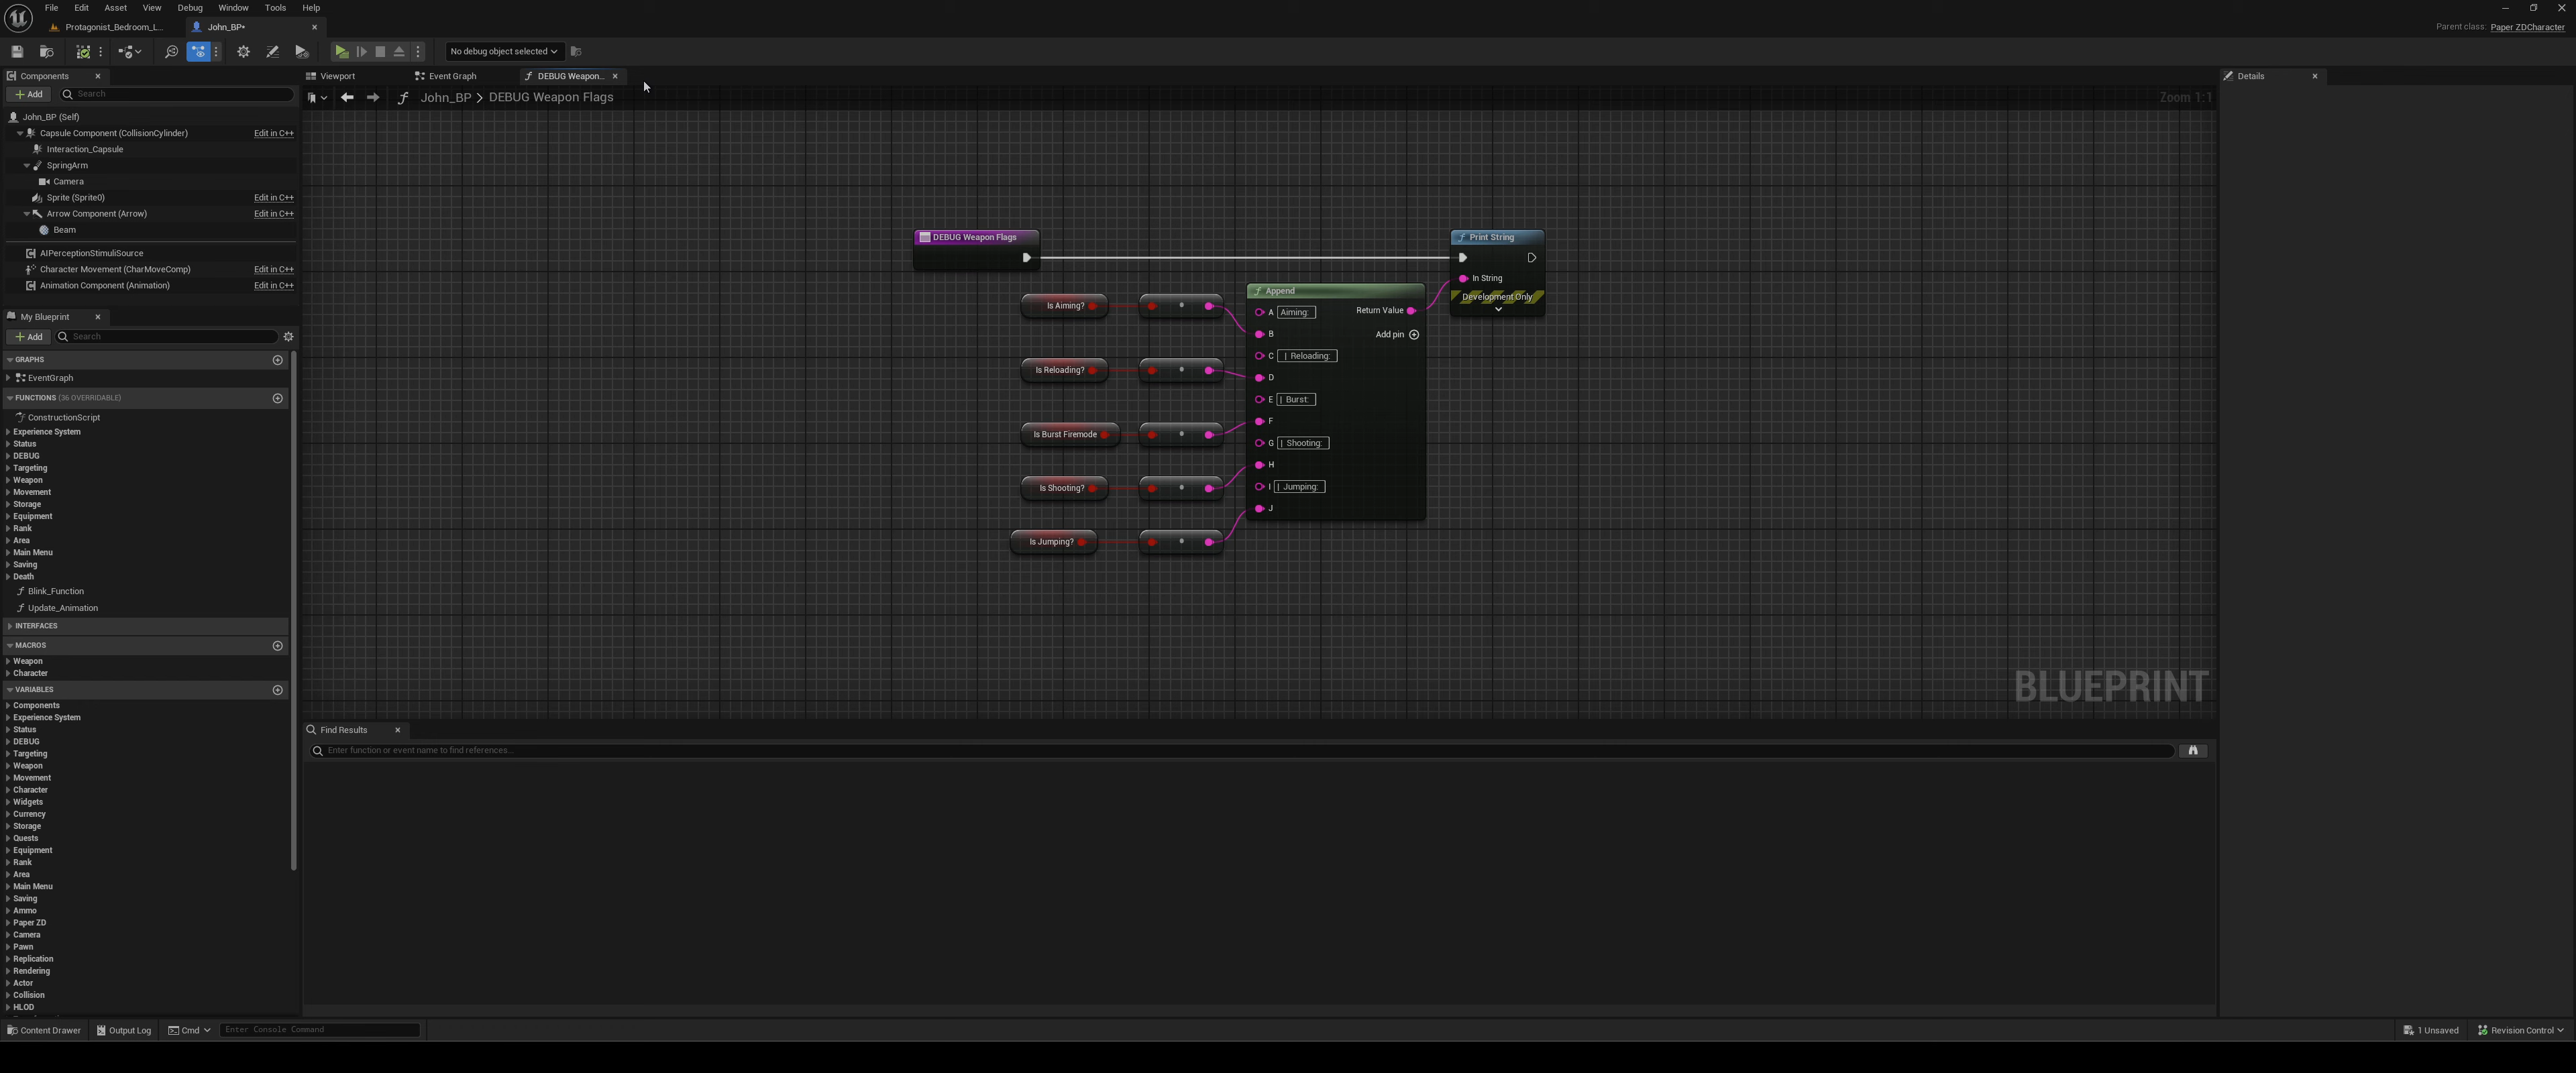 File Edit Asset View Debug Window Tools Help
Protagonist_Bedroom_L... John_BP* Parent class: Paper ZDCharacter
No debug object selected
Components Viewport Event Graph DEBUG Weapon... Details
Add Search John_BP > DEBUG Weapon Flags Zoom 1:1
John_BP (Self)
Capsule Component (CollisionCylinder) Edit in C++
Interaction_Capsule
SpringArm
Camera
Sprite (Sprite0) Edit in C++
Arrow Component (Arrow) Edit in C++
Beam
AIPerceptionStimuliSource
Character Movement (CharMoveComp) Edit in C++
Animation Component (Animation) Edit in C++
My Blueprint
Add Search
GRAPHS
EventGraph
FUNCTIONS (36 OVERRIDABLE)
ConstructionScript
Experience System
Status
DEBUG
Targeting
Weapon
Movement
Storage
Equipment
Rank
Area
Main Menu
Saving
Death
Blink_Function
Update_Animation
INTERFACES
MACROS
Weapon
Character
VARIABLES
Components
Experience System
Status
DEBUG
Targeting
Weapon
Movement
Character
Widgets
Currency
Storage
Quests
Equipment
Rank
Area
Main Menu
Saving
Ammo
Paper ZD
Camera
Pawn
Replication
Rendering
Actor
Collision
HLOD
DEBUG Weapon Flags
Print String
In String
Development Only
Append
A Aiming: Return Value
B Add pin
C | Reloading:
D
E | Burst:
F
G | Shooting:
H
I | Jumping:
J
Is Aiming?
Is Reloading?
Is Burst Firemode
Is Shooting?
Is Jumping?
BLUEPRINT
Find Results
Enter function or event name to find references...
Content Drawer Output Log Cmd Enter Console Command 1 Unsaved Revision Control